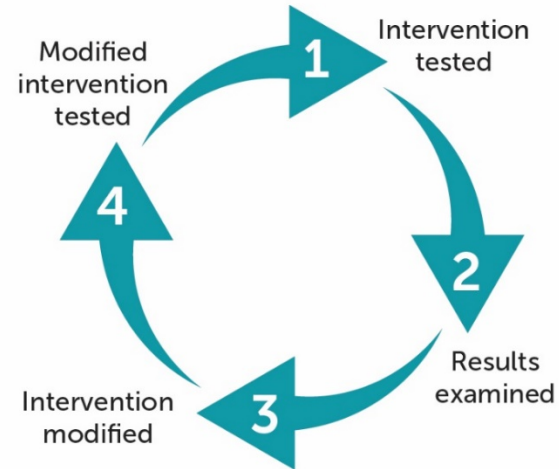 1
Intervention
tested
2
Results
examined
3
Intervention
modified
4
Modified
intervention
tested